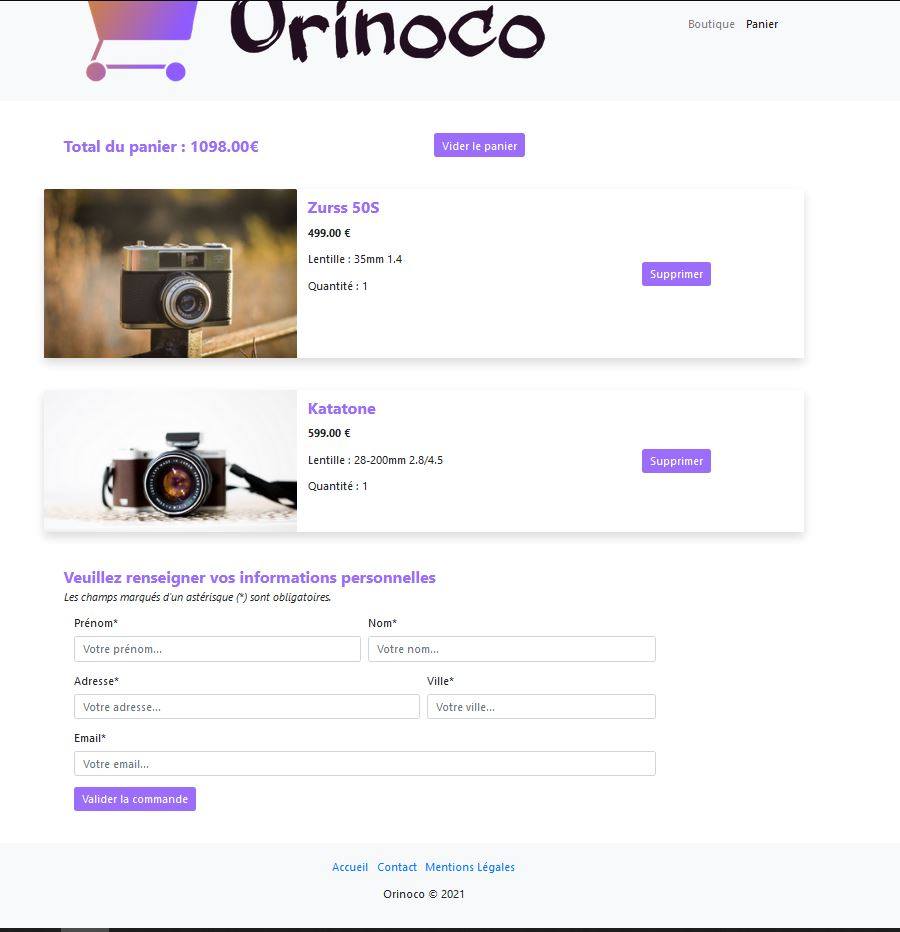 Orinoco
Boutique Panier
Total du panier : 1098.00€
Vider le panier
Zurss 50S
499.00 €
Lentille : 35mm 1.4
Supprimer
Quantité : 1
Katatone
599.00 €
Lentille : 28-200mm 2.8/4.5
Supprimer
Quantité : 1
Veuillez renseigner vos informations personnelles
Les champs marqués d'un astérisque (*) sont obligatoires.
Prénom* Nom*
Votre prénom... Votre nom...
Adresse* Ville*
Votre adresse... Votre ville...
Email*
Votre email...
Valider la commande
Accueil Contact Mentions Légales
Orinoco © 2021